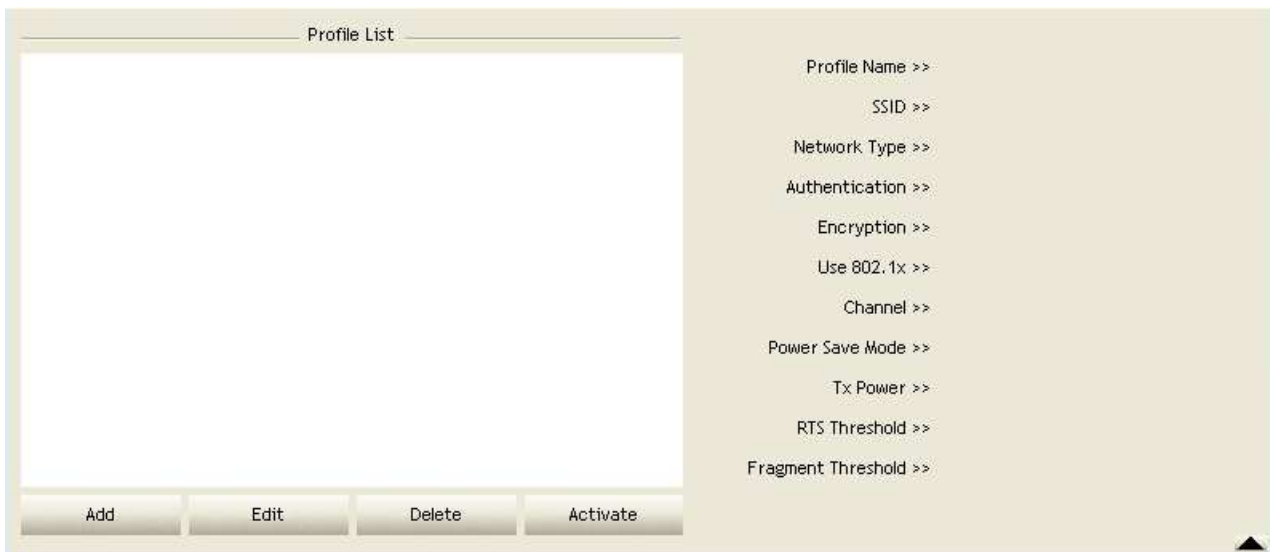 Profile List
Profile Name >>
SSID >>
Network Type >>
Authentication >>
Encryption >>
Use 802.1x >>
Channel >>
Power Save Mode >>
Tx Power >>
RTS Threshold >>
Fragment Threshold >>
Add Edit Delete Activate